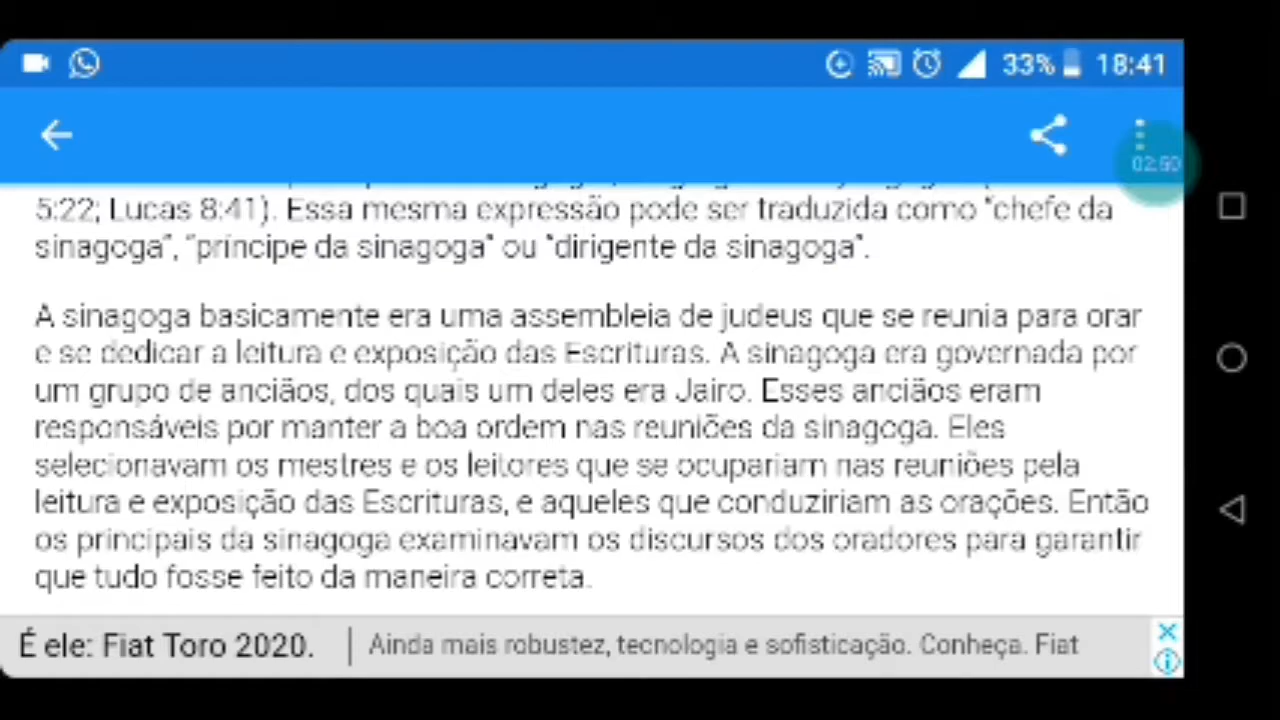 33% 18:41
02:50
5:22; Lucas 8:41). Essa mesma expressão pode ser traduzida como "chefe da
sinagoga", "príncipe da sinagoga" ou "dirigente da sinagoga".
A sinagoga basicamente era uma assembleia de judeus que se reunia para orar
e se dedicar a leitura e exposição das Escrituras. A sinagoga era governada por
um grupo de anciãos, dos quais um deles era Jairo. Esses anciãos eram
responsáveis por manter a boa ordem nas reuniões da sinagoga. Eles
selecionavam os mestres e os leitores que se ocupariam nas reuniões pela
leitura e exposição das Escrituras, e aqueles que conduziriam as orações. Então
os principais da sinagoga examinavam os discursos dos oradores para garantir
que tudo fosse feito da maneira correta.
É ele: Fiat Toro 2020. | Ainda mais robustez, tecnologia e sofisticação. Conheça. Fiat